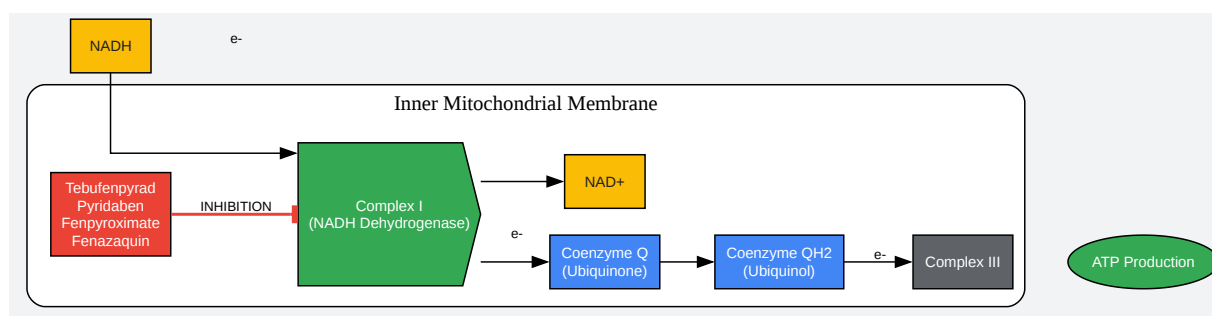 NADH
e-
Inner Mitochondrial Membrane
Tebufenpyrad
Pyridaben
Fenpyroximate
Fenazaquin
INHIBITION
Complex I
(NADH Dehydrogenase)
NAD+
e-
Coenzyme Q
(Ubiquinone)
Coenzyme QH2
(Ubiquinol)
e-
Complex III
ATP Production